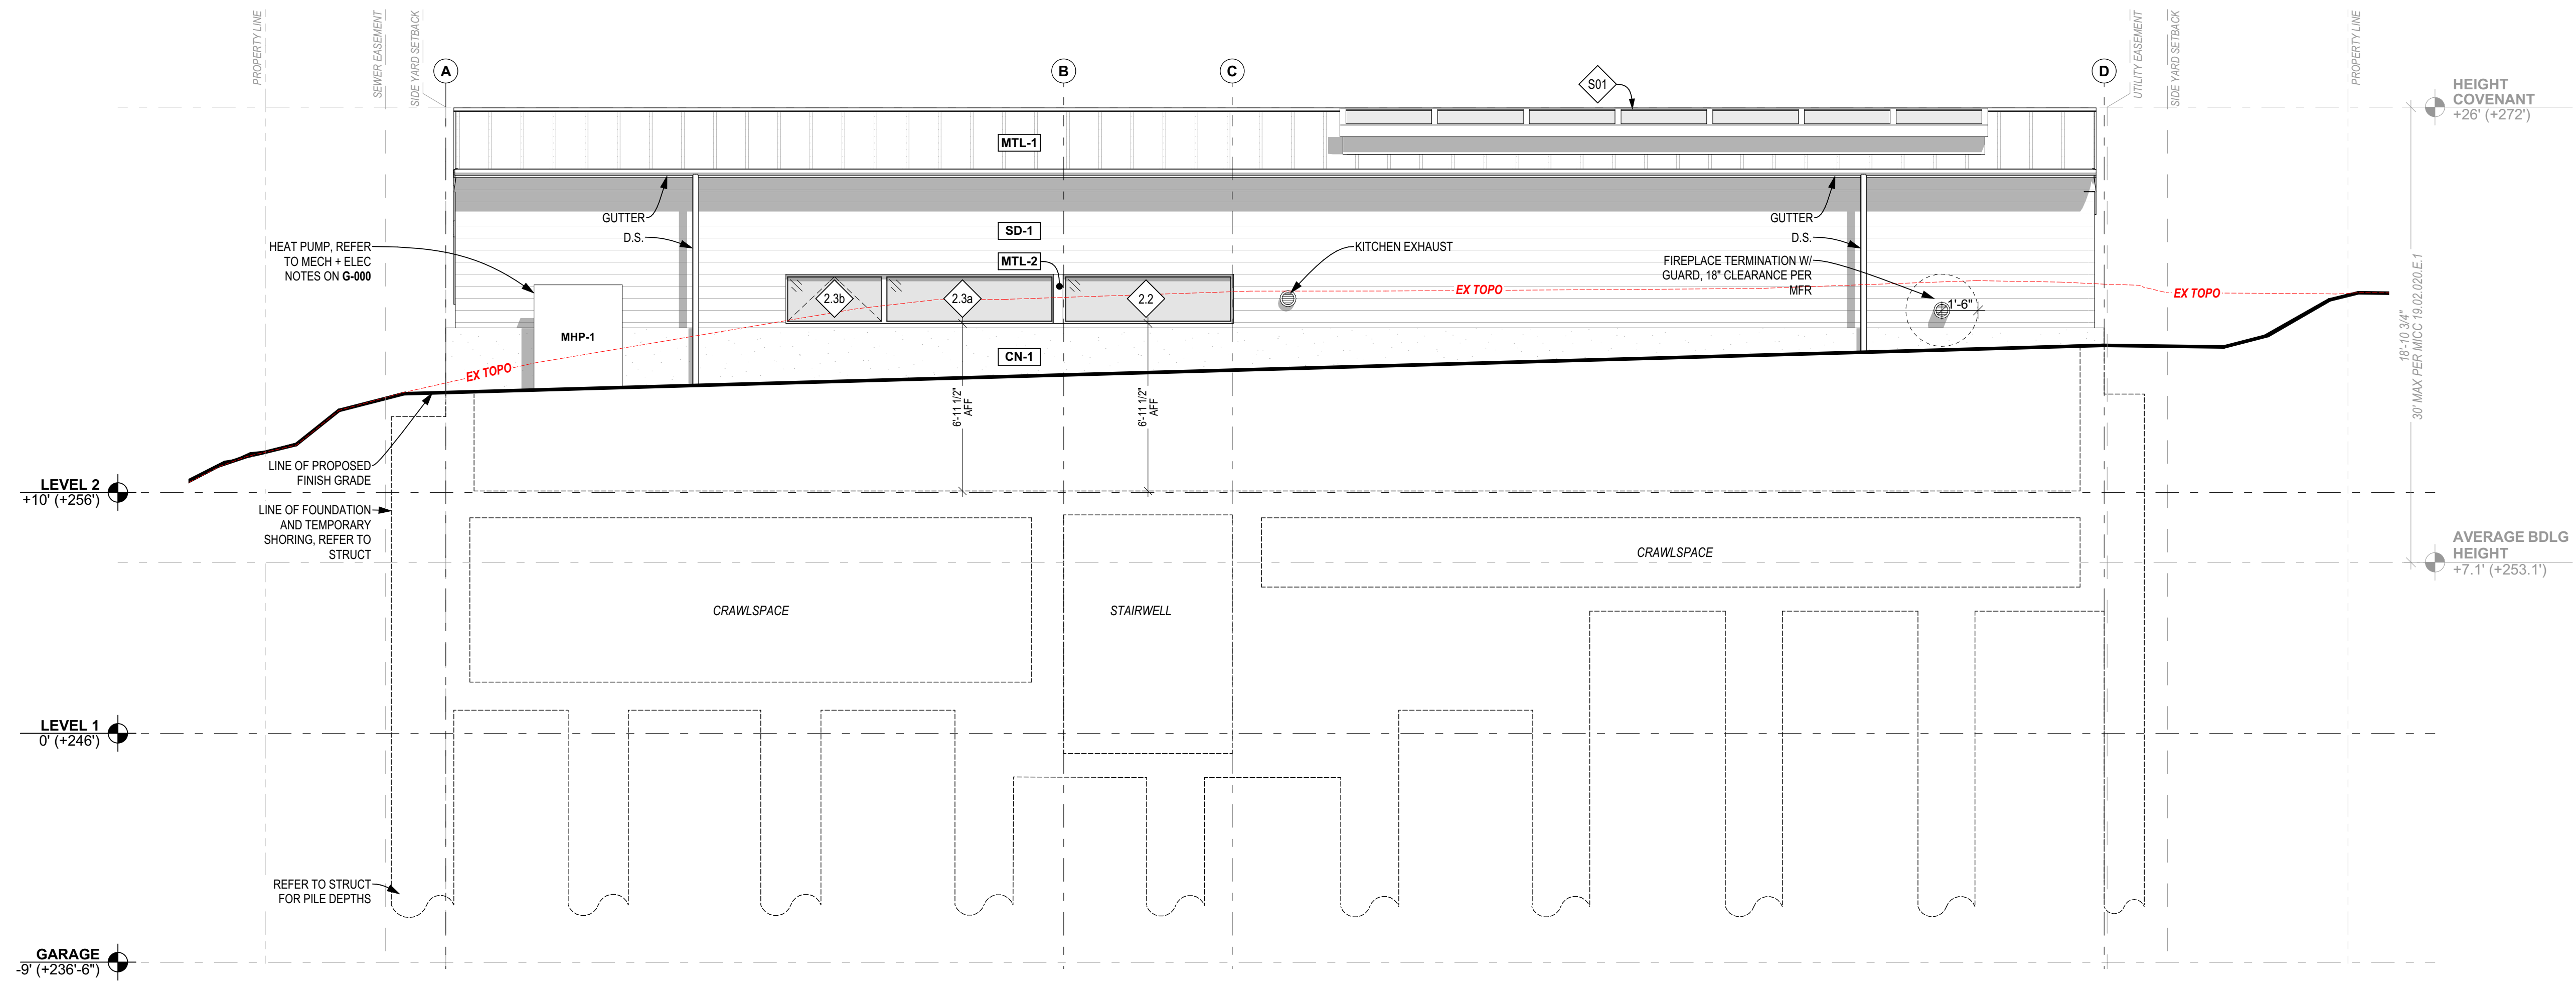 PROPERTY LINE
SEWER EASEMENT
SIDE YARD SETBACK
UTILITY EASEMENT
SIDE YARD SETBACK
PROPERTY LINE
A
B
C
D
S01
HEIGHT
COVENANT
+26' (+272')
MTL-1
GUTTER
D.S.
SD-1
MTL-2
KITCHEN EXHAUST
GUTTER
D.S.
HEAT PUMP, REFER
TO MECH + ELEC
NOTES ON G-000
FIREPLACE TERMINATION W/
GUARD, 18" CLEARANCE PER
MFR
1'-6"
2.3b
2.3a
2.2
EX TOPO
EX TOPO
EX TOPO
MHP-1
CN-1
18'-10 3/4"
30' MAX PER MICC 19.02.020.E.1
6'-11 1/2"
AFF
6'-11 1/2"
AFF
LINE OF PROPOSED
FINISH GRADE
LEVEL 2
+10' (+256')
LINE OF FOUNDATION
AND TEMPORARY
SHORING, REFER TO
STRUCT
CRAWLSPACE
STAIRWELL
CRAWLSPACE
AVERAGE BDLG
HEIGHT
+7.1' (+253.1')
LEVEL 1
0' (+246')
REFER TO STRUCT
FOR PILE DEPTHS
GARAGE
-9' (+236'-6")